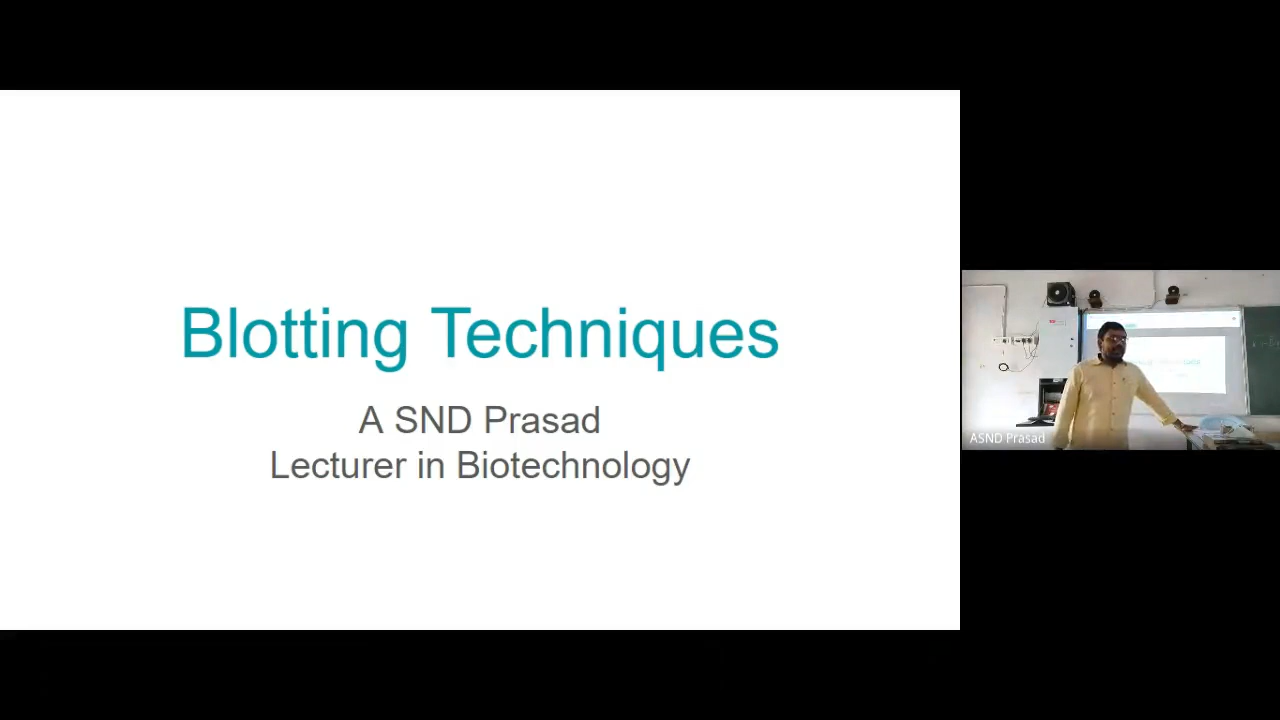 Blotting Techniques
A SND Prasad
Lecturer in Biotechnology
ASND Prasad